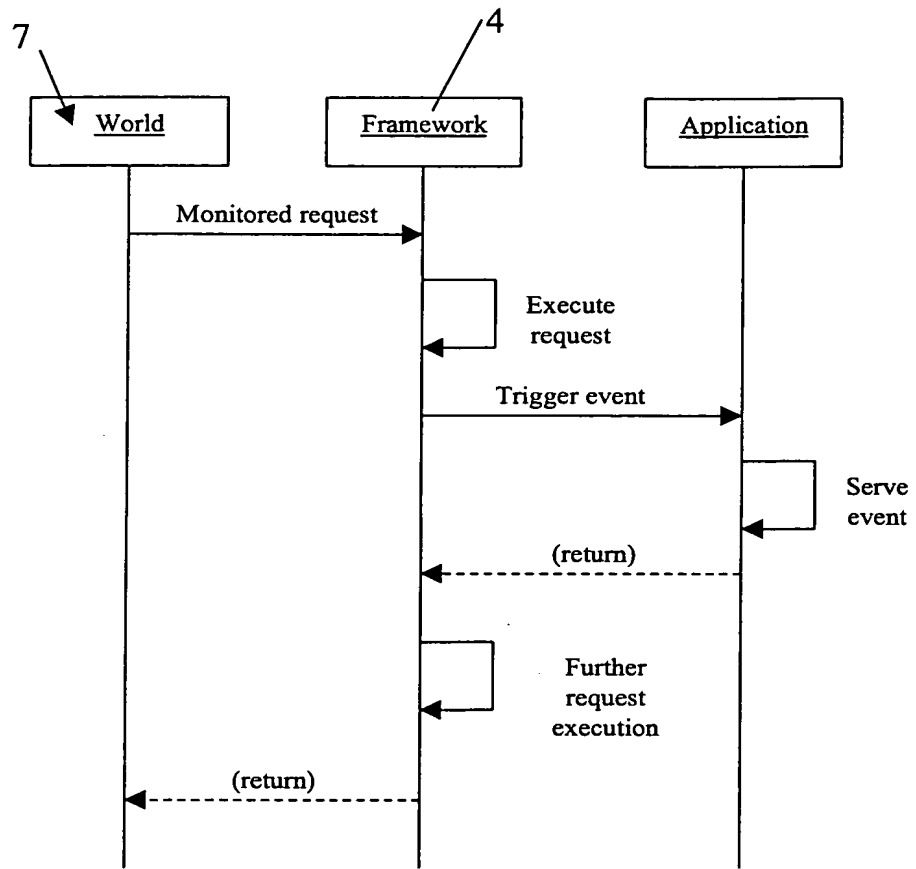 7
4
World
Framework
Application
Monitored request
Execute
request
Trigger event
Serve
event
(return)
Further
request
execution
(return)